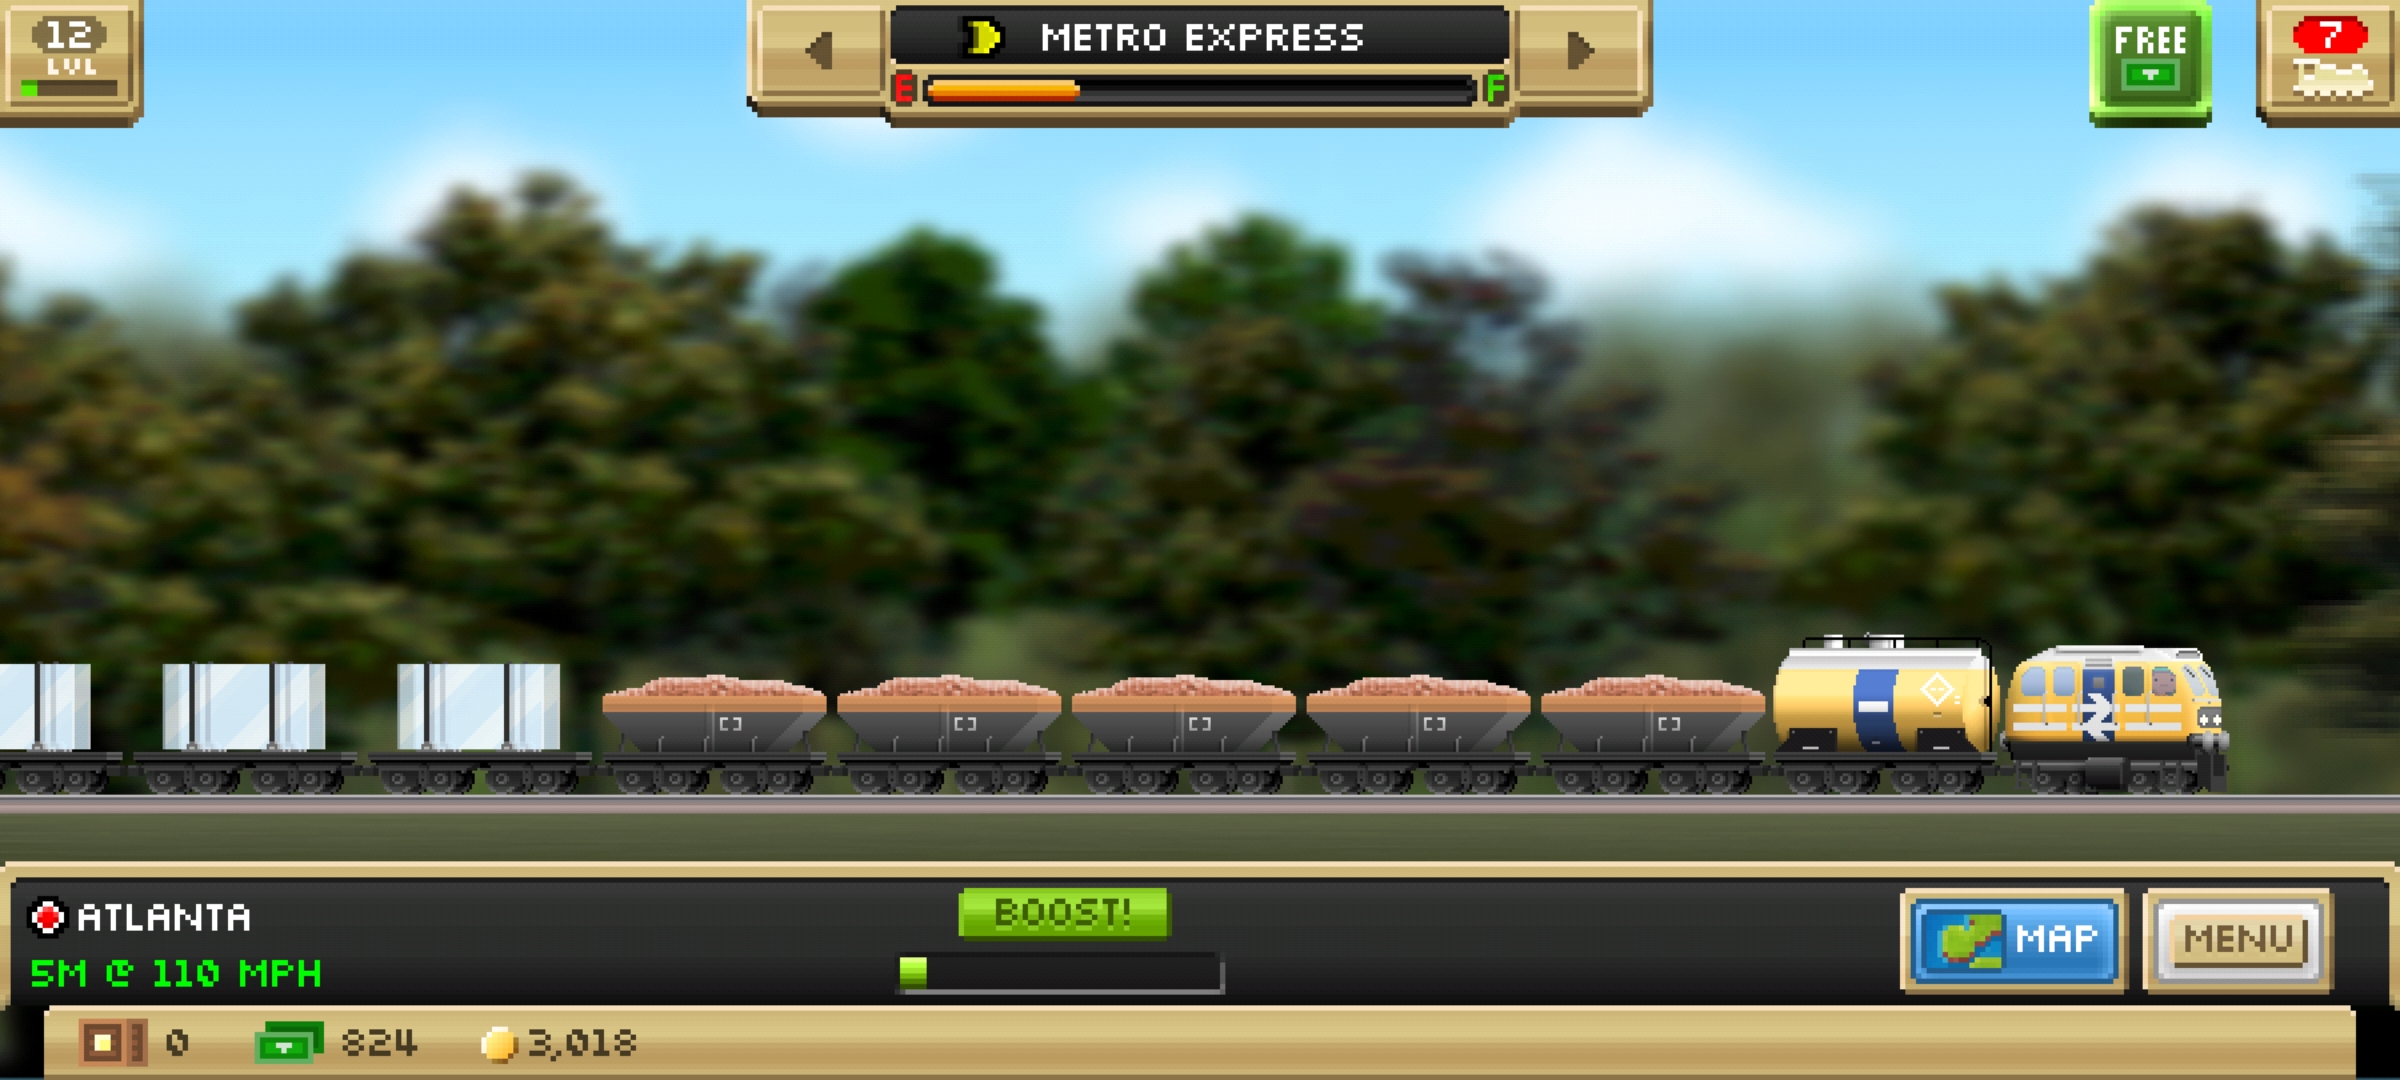 12
LVL
METRO EXPRESS
E F
FREE
7
ATLANTA
5M @ 110 MPH
BOOST!
MAP
MENU
0
824
3,018